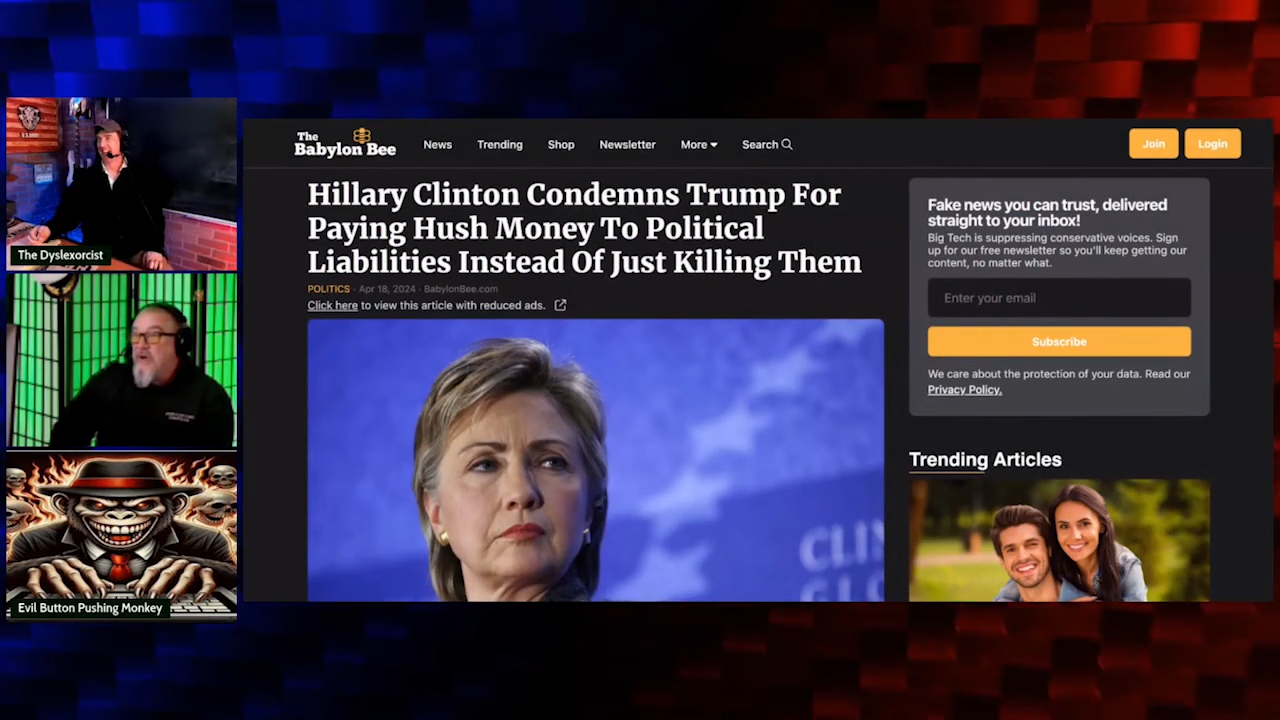 The Dyslexorcist
Evil Button Pushing Monkey
The
Babylon Bee
News
Trending
Shop
Newsletter
More
Search
Join
Login
Hillary Clinton Condemns Trump For
Paying Hush Money To Political
Liabilities Instead Of Just Killing Them
POLITICS · Apr 18, 2024 · BabylonBee.com
Click here to view this article with reduced ads.
CLIN
GLO
Fake news you can trust, delivered
straight to your inbox!
Big Tech is suppressing conservative voices. Sign
up for our free newsletter so you'll keep getting our
content, no matter what.
Enter your email
Subscribe
We care about the protection of your data. Read our
Privacy Policy.
Trending Articles